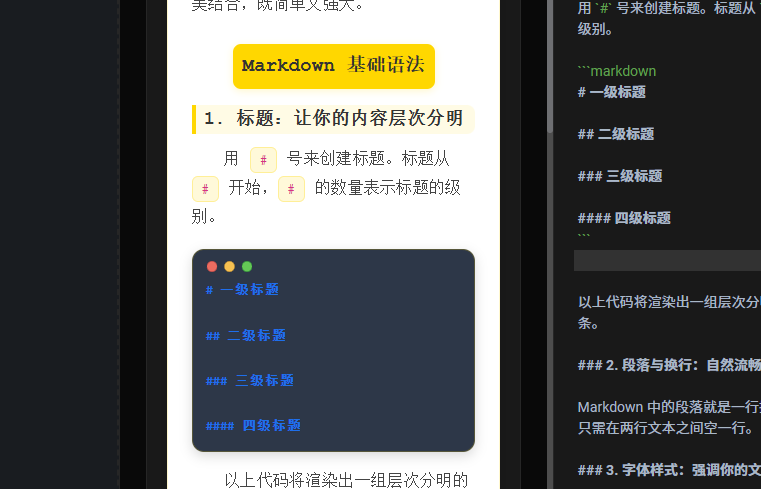 美结合，既简单又强大。
Markdown 基础语法
1. 标题：让你的内容层次分明
用 # 号来创建标题。标题从
# 开始， # 的数量表示标题的级
别。
# 一级标题
## 二级标题
### 三级标题
#### 四级标题
以上代码将渲染出一组层次分明的
用 `#` 号来创建标题。标题从
级别。
```markdown
# 一级标题
## 二级标题
### 三级标题
#### 四级标题
```
以上代码将渲染出一组层次分
条。
### 2. 段落与换行：自然流畅
Markdown 中的段落就是一行
只需在两行文本之间空一行。
### 3. 字体样式：强调你的文